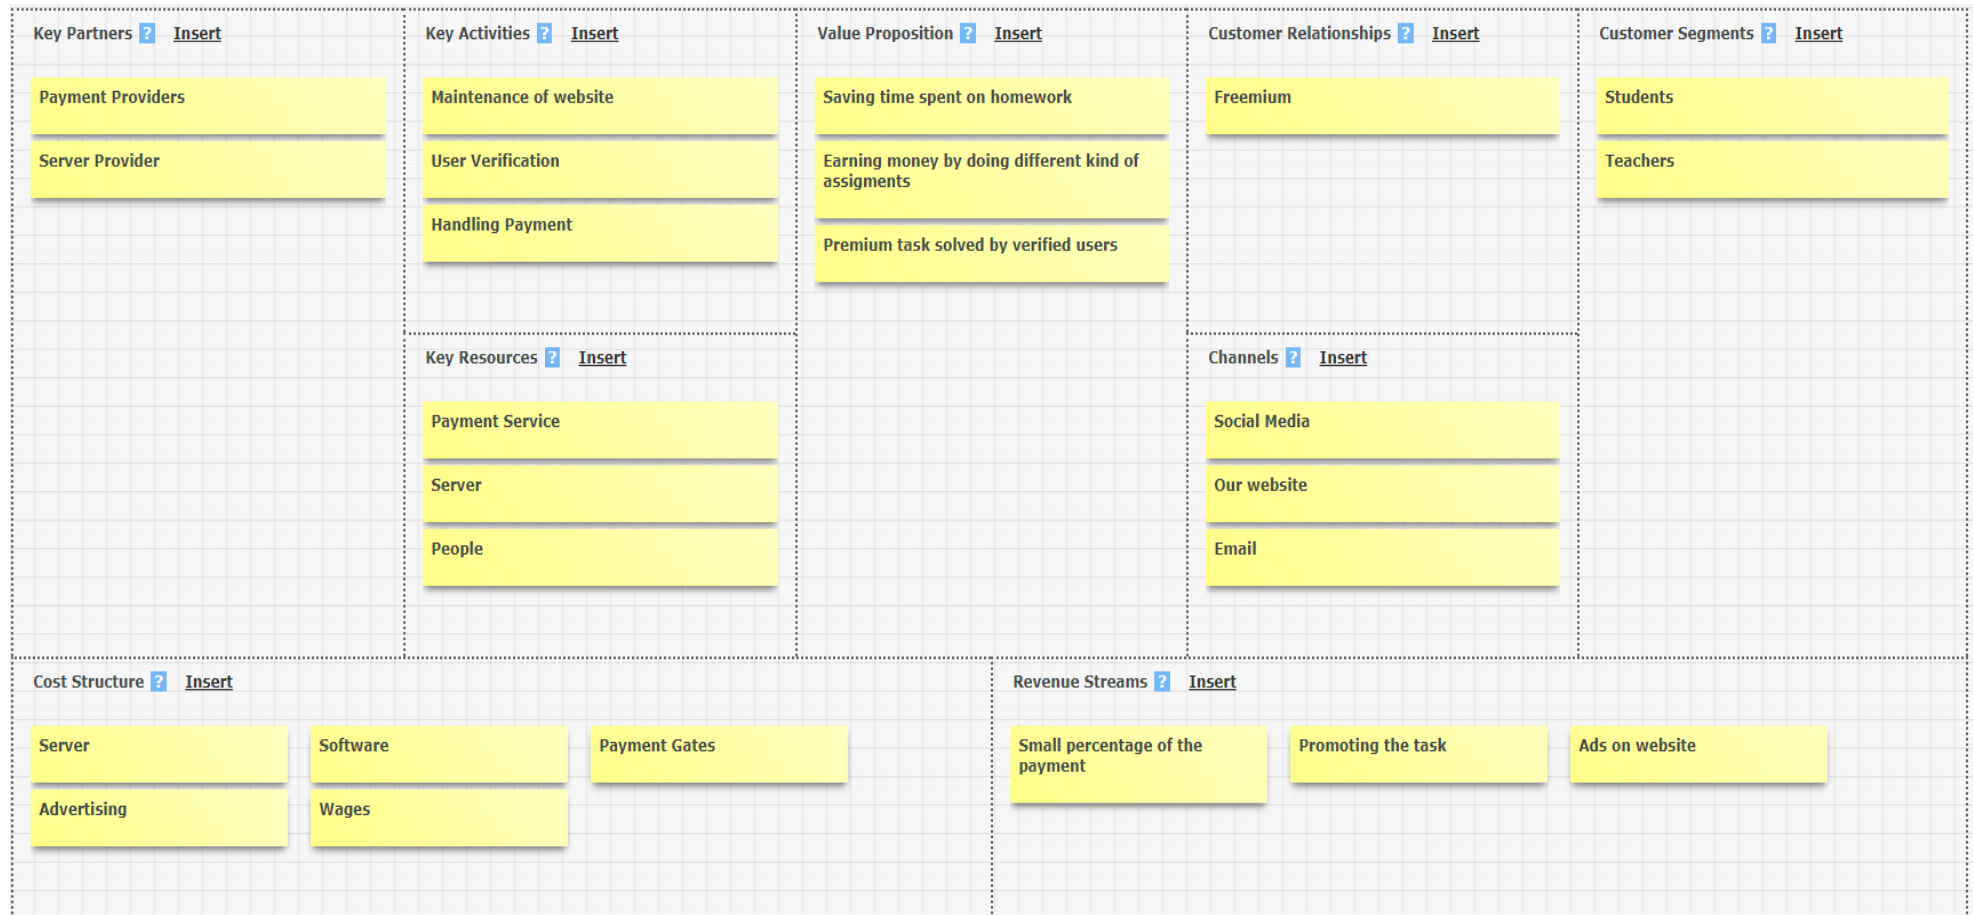 Key Partners ? Insert
Payment Providers
Server Provider
Key Activities ? Insert
Maintenance of website
User Verification
Handling Payment
Key Resources ? Insert
Payment Service
Server
People
Value Proposition ? Insert
Saving time spent on homework
Earning money by doing different kind of
assigments
Premium task solved by verified users
Customer Relationships ? Insert
Freemium
Channels ? Insert
Social Media
Our website
Email
Customer Segments ? Insert
Students
Teachers
Cost Structure ? Insert
Server
Software
Payment Gates
Advertising
Wages
Revenue Streams ? Insert
Small percentage of the
payment
Promoting the task
Ads on website